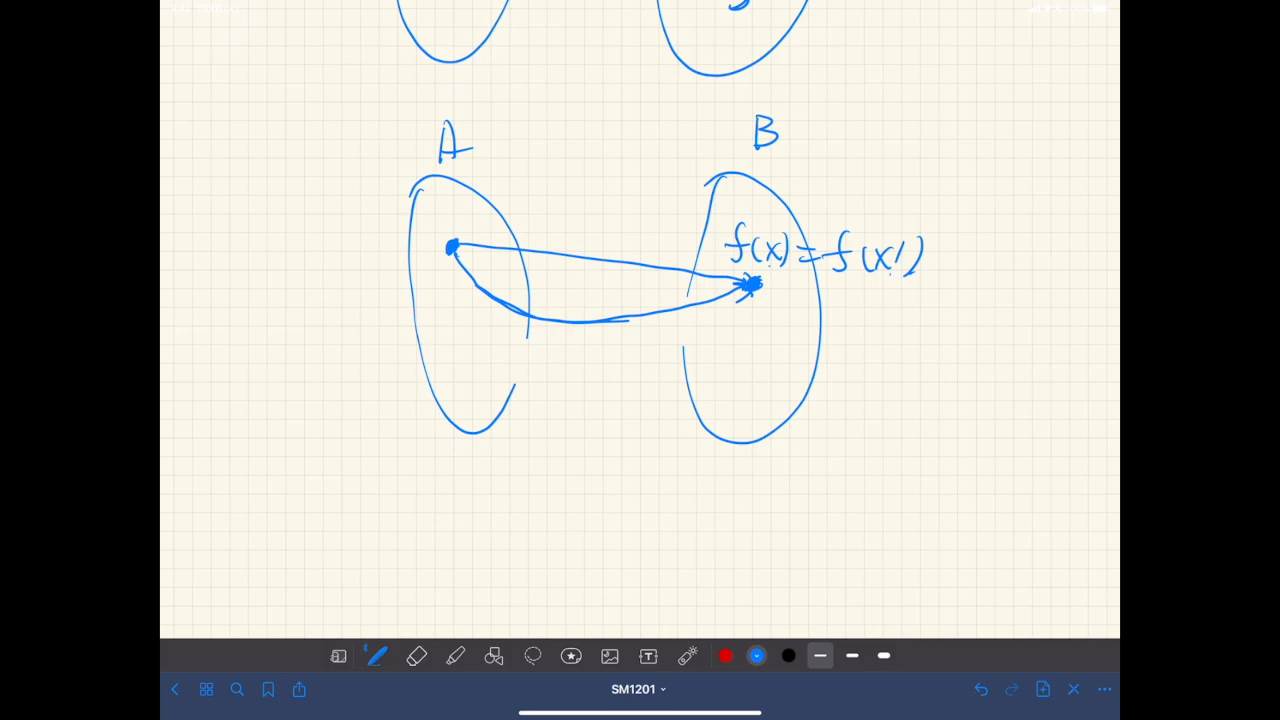 A
B
f(x) = f(x')
SM1201